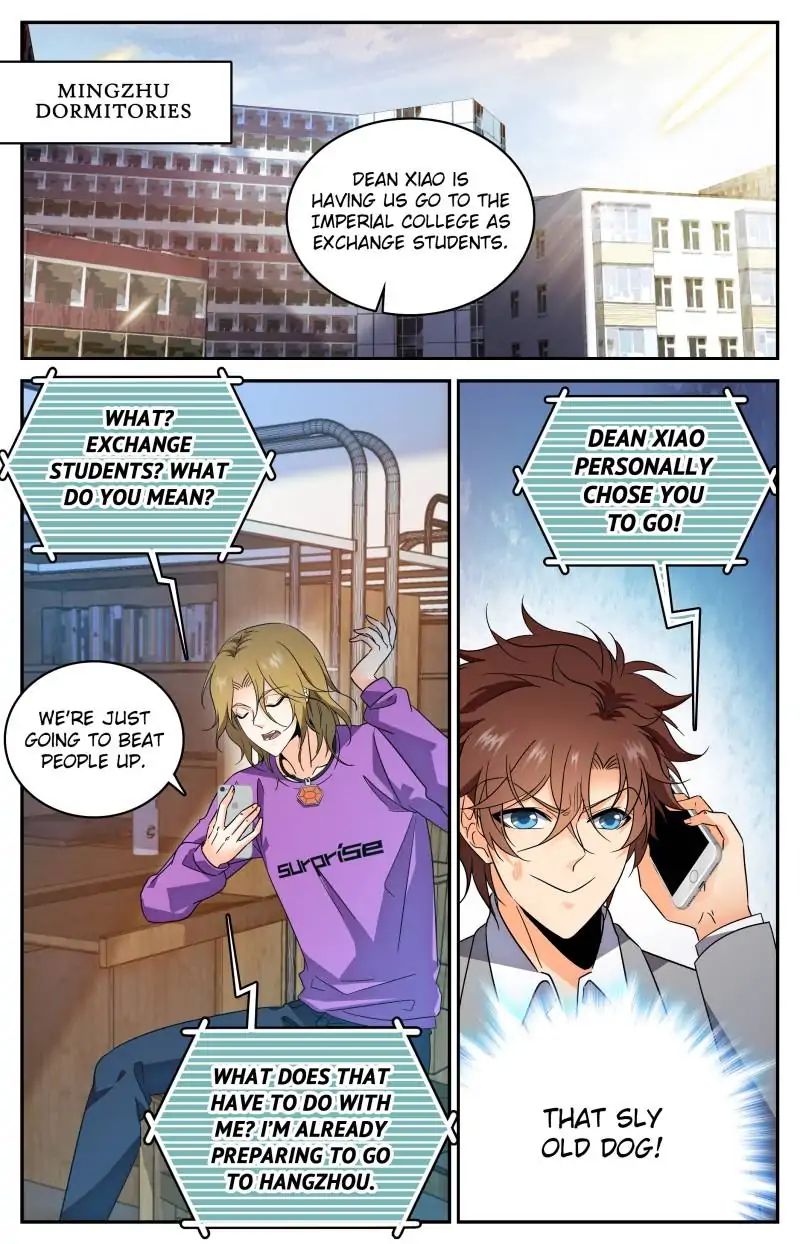 MINGZHU
DORMITORIES
DEAN XIAO IS
HAVING US GO TO THE
IMPERIAL COLLEGE AS
EXCHANGE STUDENTS.
WHAT?
EXCHANGE
STUDENTS? WHAT
DO YOU MEAN?
WE'RE JUST
GOING TO BEAT
PEOPLE UP.
surprise
WHAT DOES THAT
HAVE TO DO WITH
ME? I'M ALREADY
PREPARING TO GO
TO HANGZHOU.
DEAN XIAO
PERSONALLY
CHOSE YOU
TO GO!
THAT SLY
OLD DOG!